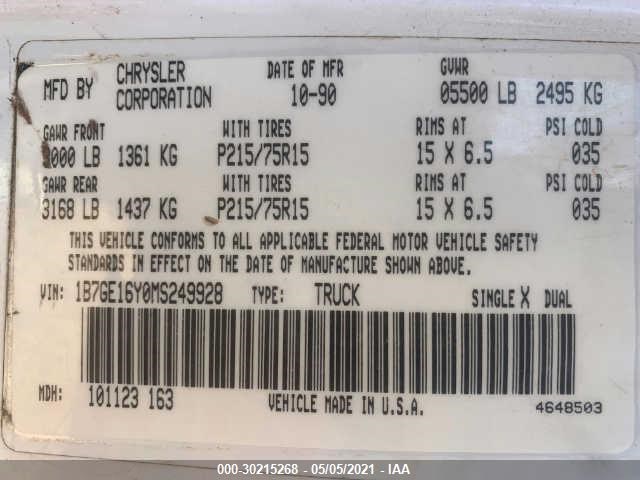 MFD BY CHRYSLER CORPORATION DATE OF MFR 10-90 GVWR 05500 LB 2495 KG
GAWR FRONT WITH TIRES RIMS AT PSI COLD
3000 LB 1361 KG P215/75R15 15 X 6.5 035
GAWR REAR WITH TIRES RIMS AT PSI COLD
3168 LB 1437 KG P215/75R15 15 X 6.5 035
THIS VEHICLE CONFORMS TO ALL APPLICABLE FEDERAL MOTOR VEHICLE SAFETY
STANDARDS IN EFFECT ON THE DATE OF MANUFACTURE SHOWN ABOVE.
VIN: 1B7GE16Y0MS249928 TYPE: TRUCK SINGLE X DUAL
MDH: 101123 163 VEHICLE MADE IN U.S.A. 4648503
000-30215268 - 05/05/2021 - IAA